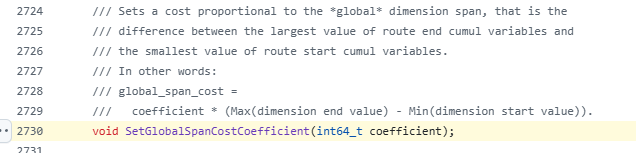 2724 /// Sets a cost proportional to the *global* dimension span, that is the
2725 /// difference between the largest value of route end cumul variables and
2726 /// the smallest value of route start cumul variables.
2727 /// In other words:
2728 /// global_span_cost =
2729 ///   coefficient * (Max(dimension end value) - Min(dimension start value)).
2730 void SetGlobalSpanCostCoefficient(int64_t coefficient);
2731